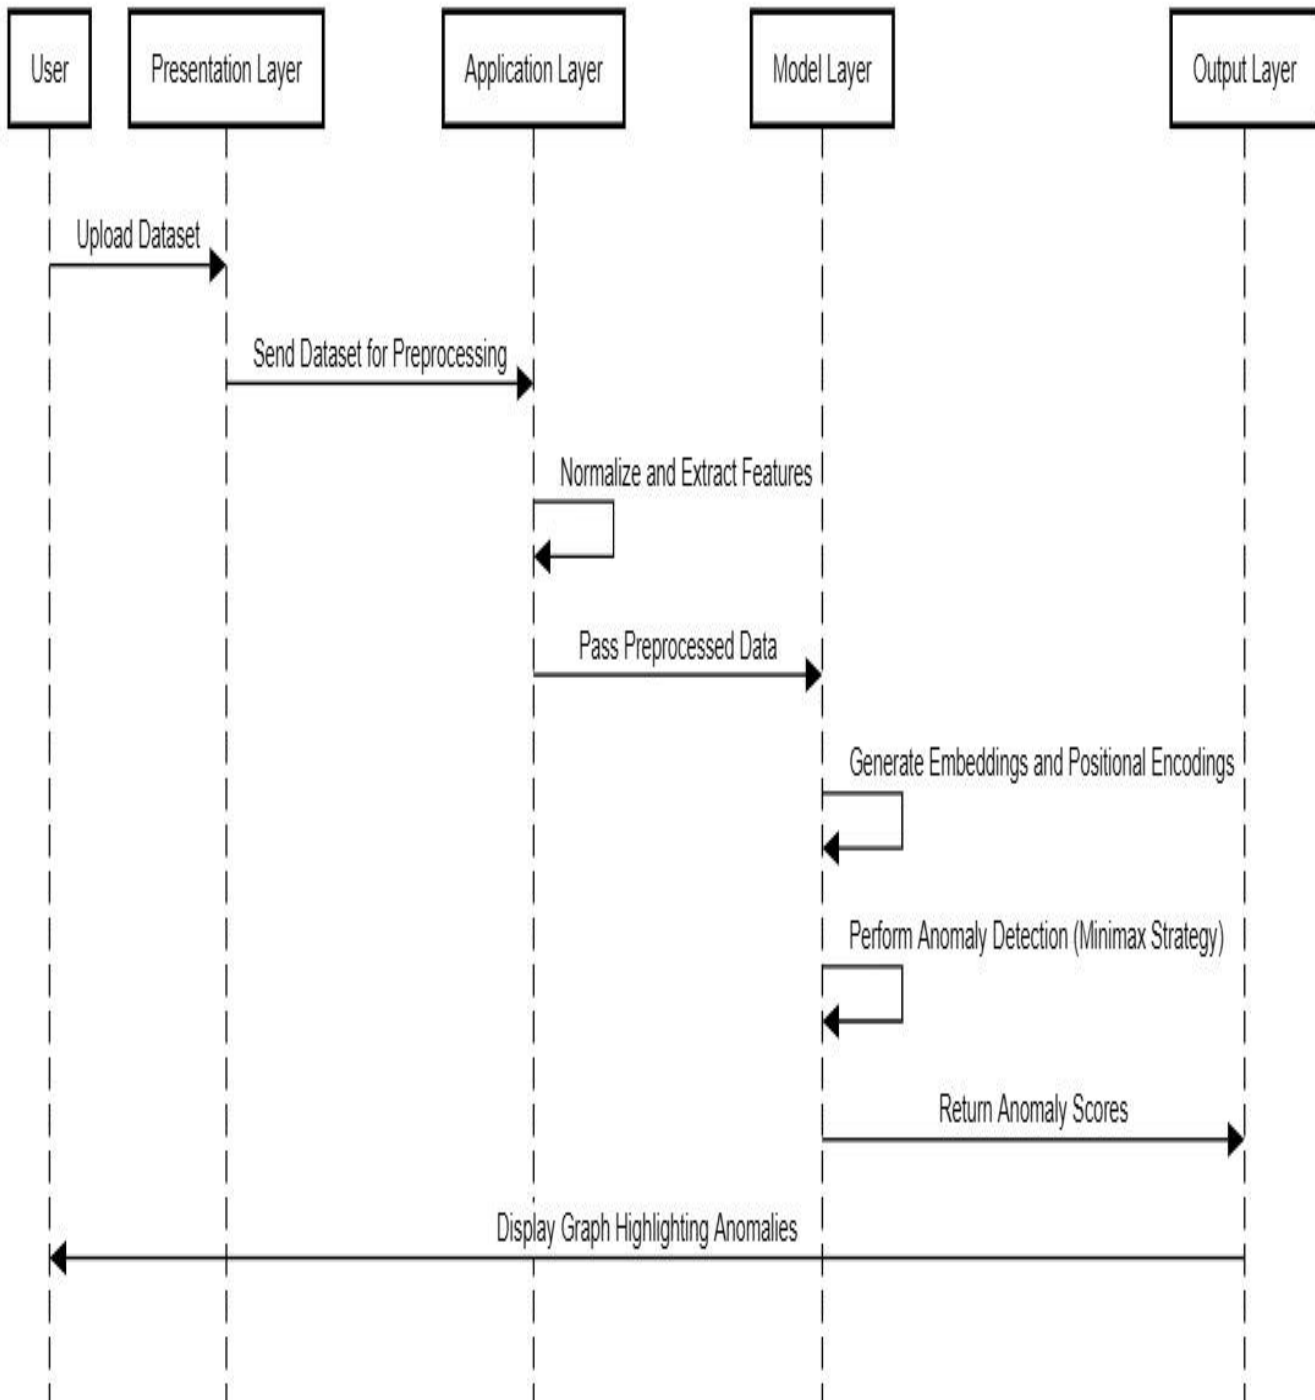 User
Presentation Layer
Application Layer
Model Layer
Output Layer
Upload Dataset
Send Dataset for Preprocessing
Normalize and Extract Features
Pass Preprocessed Data
Generate Embeddings and Positional Encodings
Perform Anomaly Detection (Minimax Strategy)
Return Anomaly Scores
Display Graph Highlighting Anomalies